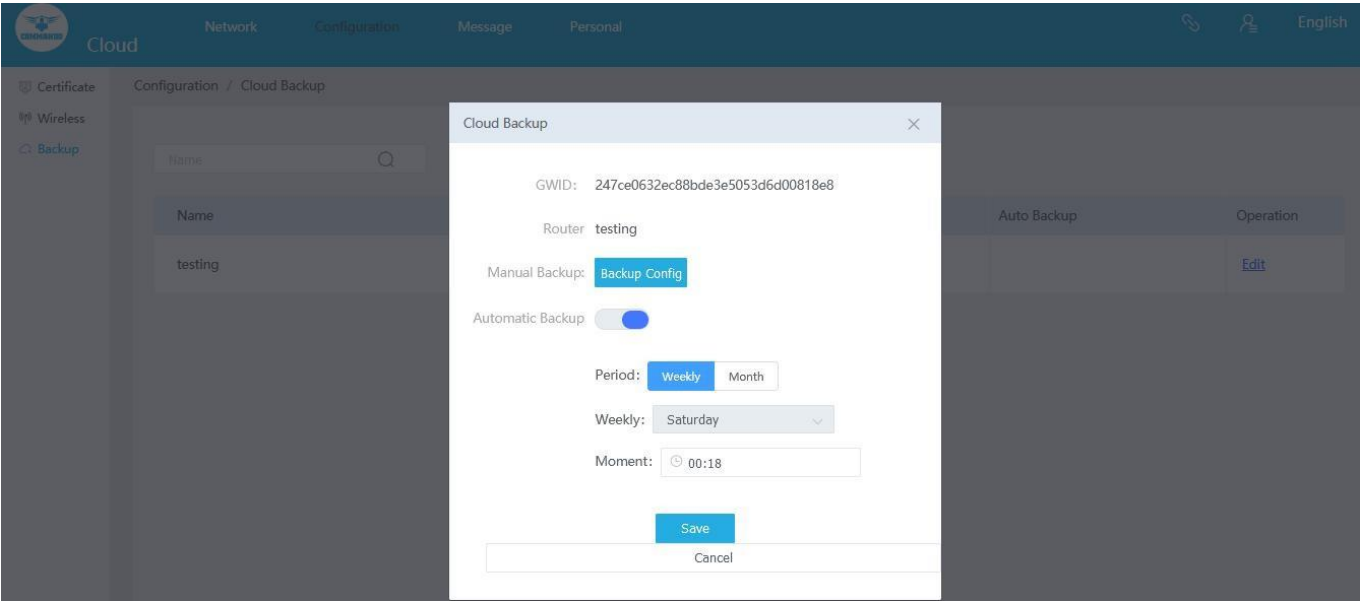 Cloud
Network Configuration Message Personal English
Certificate
Wireless
Backup
Configuration / Cloud Backup
Cloud Backup
Name
GWID: 247ce0632ec88bde3e5053d6d00818e8
Name Auto Backup Operation
Router testing
testing Edit
Manual Backup: Backup Config
Automatic Backup
Period: Weekly Month
Weekly: Saturday
Moment: 00:18
Save
Cancel